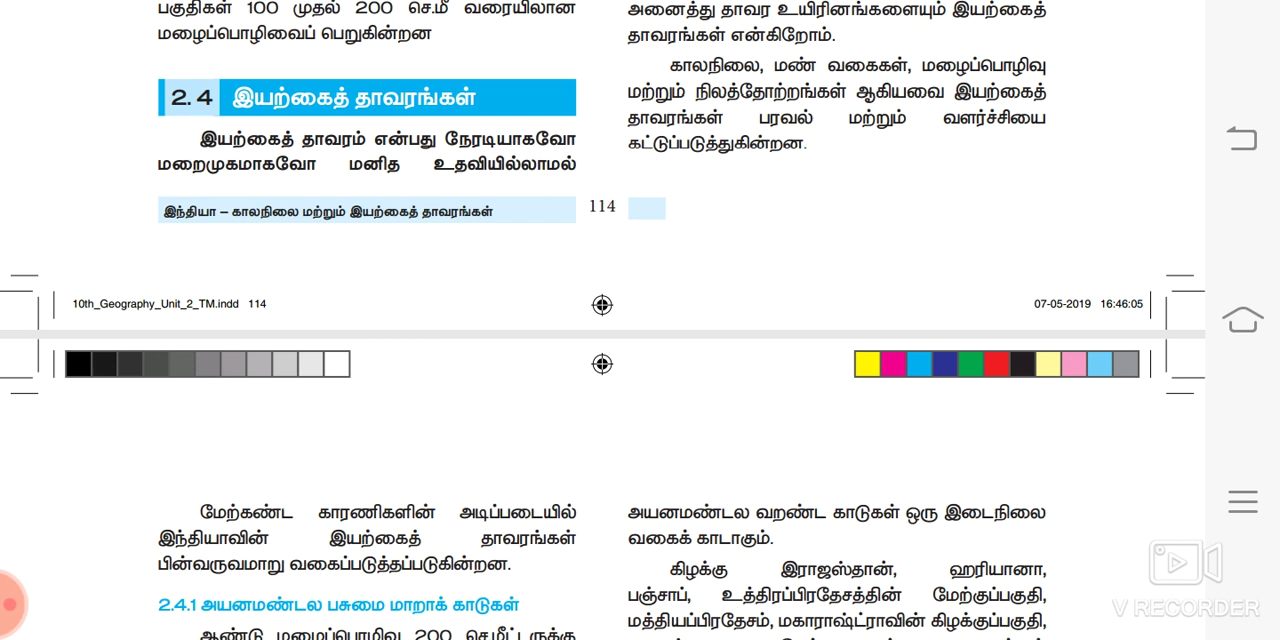 பகுதிகள் 100 முதல் 200 செ.மீ வரையிலான
மழைப்பொழிவைப் பெறுகின்றன
2.4 இயற்கைத் தாவரங்கள்
இயற்கைத் தாவரம் என்பது நேரடியாகவோ
மறைமுகமாகவோ மனித உதவியில்லாமல்
அனைத்து தாவர உயிரினங்களையும் இயற்கைத்
தாவரங்கள் என்கிறோம்.
காலநிலை, மண் வகைகள், மழைப்பொழிவு
மற்றும் நிலத்தோற்றங்கள் ஆகியவை இயற்கைத்
தாவரங்கள் பரவல் மற்றும் வளர்ச்சியை
கட்டுப்படுத்துகின்றன.
இந்தியா – காலநிலை மற்றும் இயற்கைத் தாவரங்கள்
114
10th_Geography_Unit_2_TM.indd 114
07-05-2019 16:46:05
மேற்கண்ட காரணிகளின் அடிப்படையில்
இந்தியாவின் இயற்கைத் தாவரங்கள்
பின்வருவமாறு வகைப்படுத்தப்படுகின்றன.
2.4.1 அயனமண்டல பசுமை மாறாக் காடுகள்
ஆண்டு மழைப்பொழிவு 200 செ.மீட்டருக்கு
அயனமண்டல வறண்ட காடுகள் ஒரு இடைநிலை
வகைக் காடாகும்.
கிழக்கு இராஜஸ்தான், ஹரியானா,
பஞ்சாப், உத்திரப்பிரதேசத்தின் மேற்குப்பகுதி,
மத்தியப்பிரதேசம், மகாராஷ்ட்ராவின் கிழக்குப்பகுதி,
V RECORDER